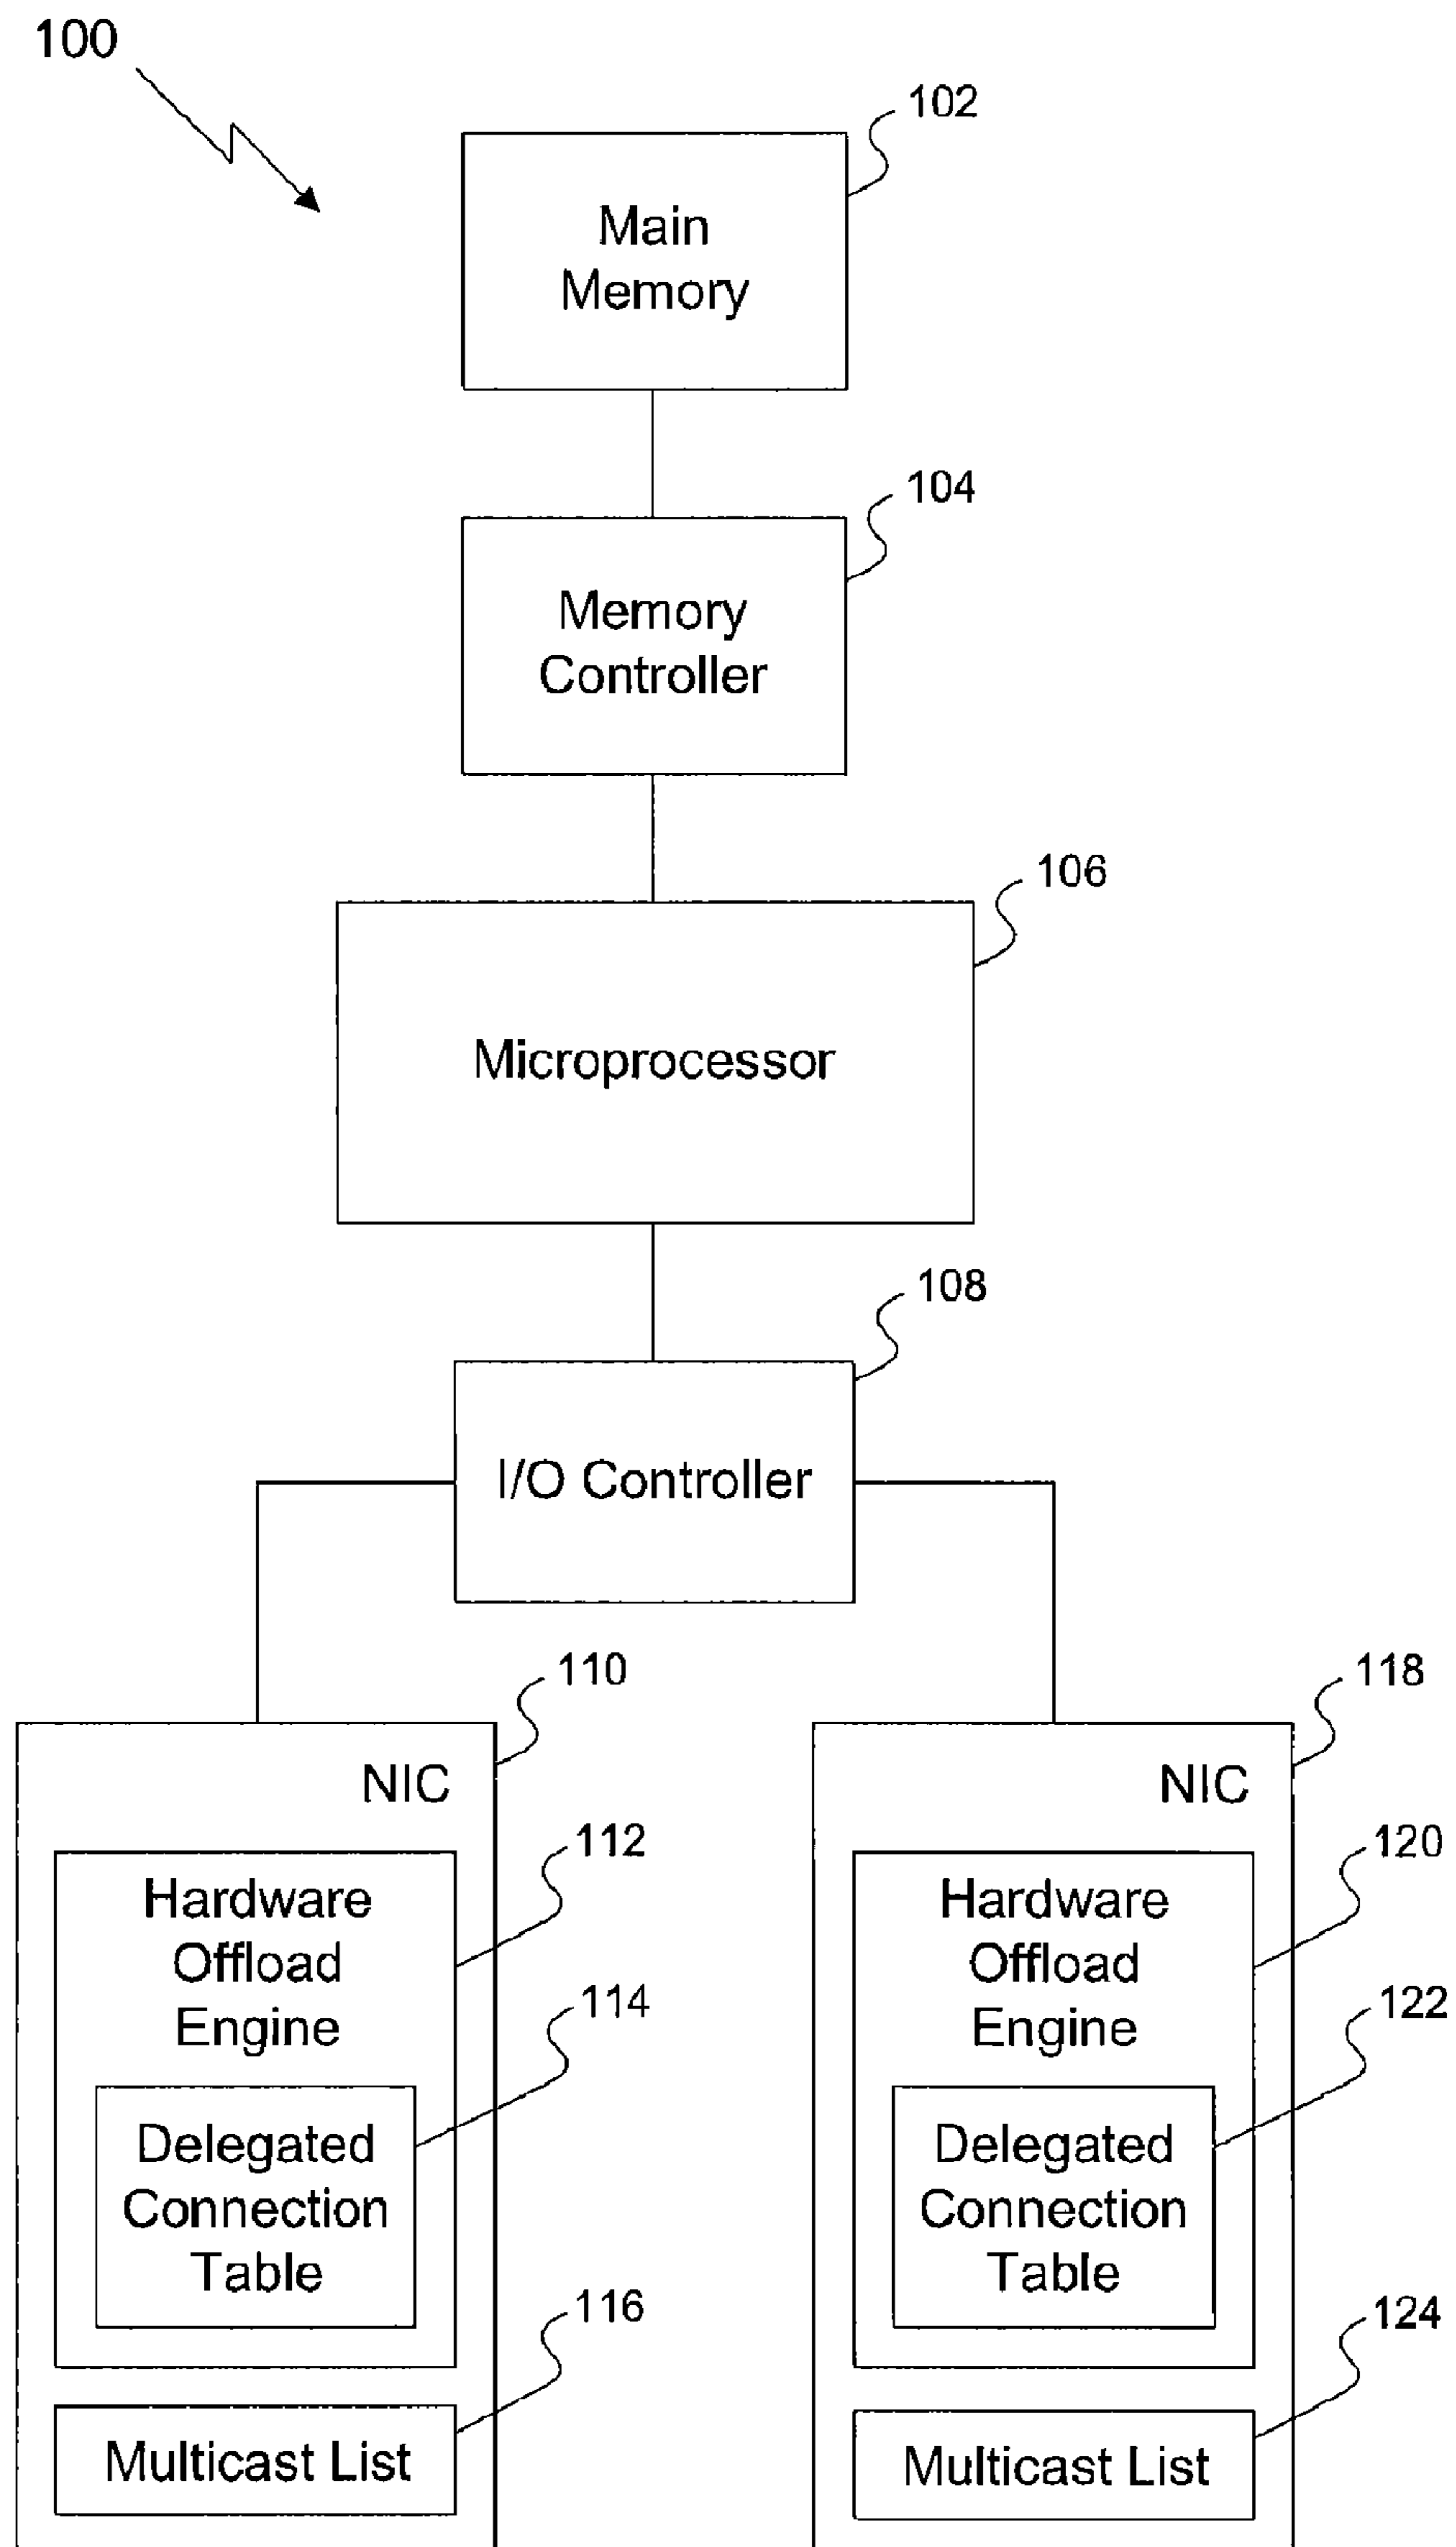 100
102
Main
Memory
104
Memory
Controller
106
Microprocessor
108
I/O Controller
110
NIC
112
Hardware
Offload
Engine
114
Delegated
Connection
Table
116
Multicast List
118
NIC
120
Hardware
Offload
Engine
122
Delegated
Connection
Table
124
Multicast List